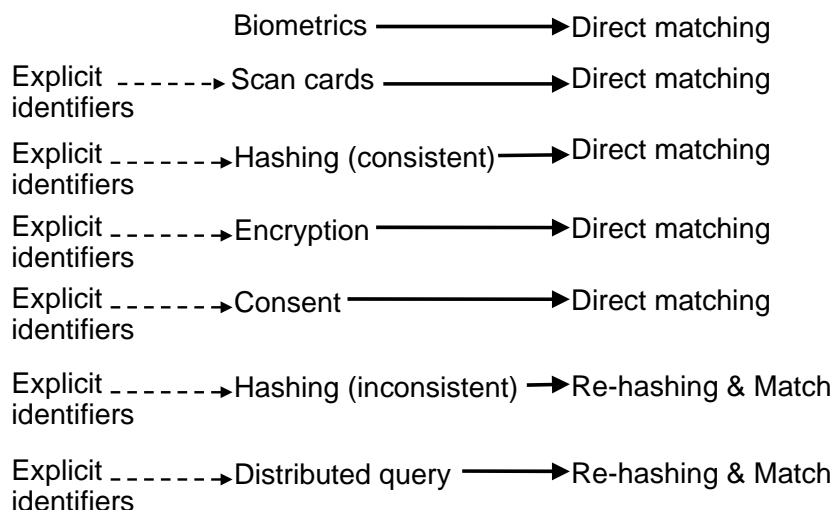 Biometrics Direct matching
Explicit identifiers Scan cards Direct matching
Explicit identifiers Hashing (consistent) Direct matching
Explicit identifiers Encryption Direct matching
Explicit identifiers Consent Direct matching
Explicit identifiers Hashing (inconsistent) Re-hashing & Match
Explicit identifiers Distributed query Re-hashing & Match